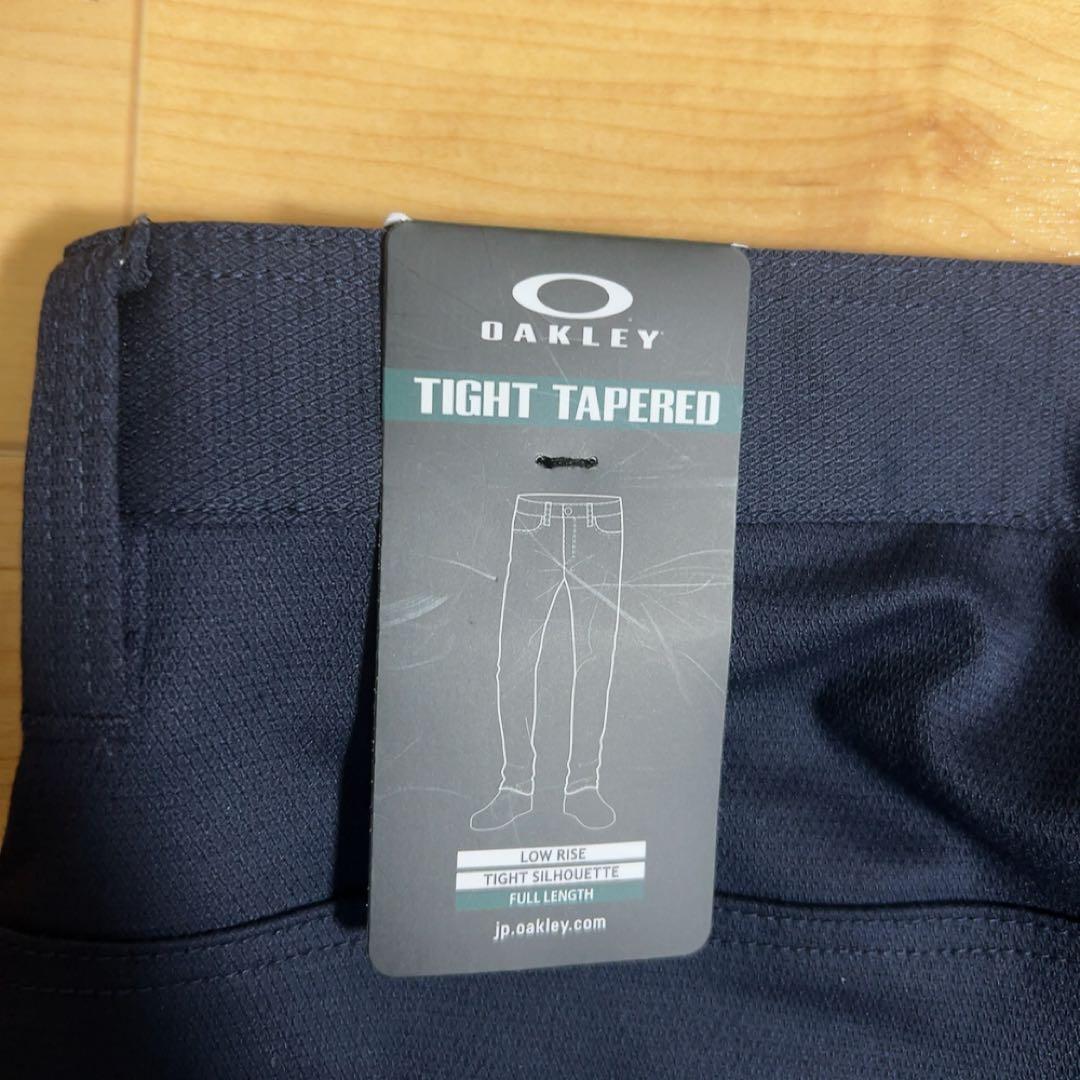 OAKLEY
TIGHT TAPERED
LOW RISE
TIGHT SILHOUETTE
FULL LENGTH
jp.oakley.com